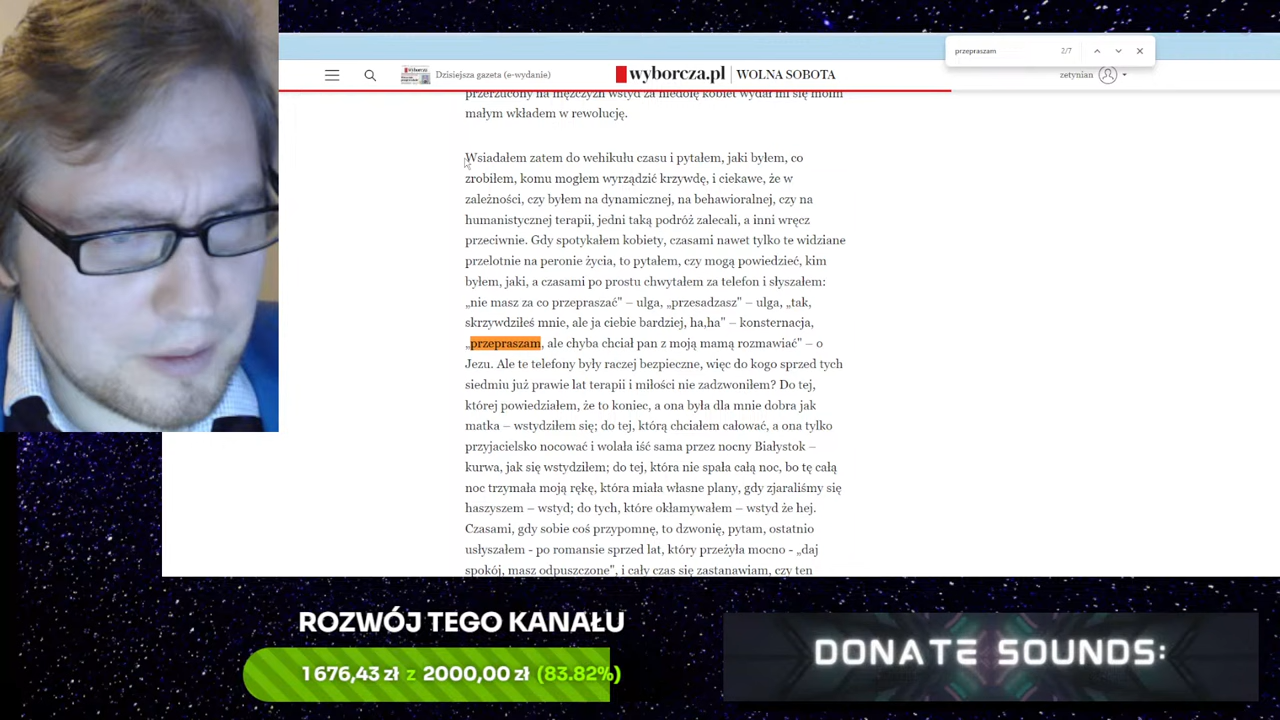 przepraszam 2/7
Dzisiejsza gazeta (e-wydanie) wyborcza.pl | WOLNA SOBOTA zetynian
przerzucony na mężczyzn wstyd za niedolę kobiet wydał mi się moim
małym wkładem w rewolucję.
Wsiadałem zatem do wehikułu czasu i pytałem, jaki byłem, co
zrobiłem, komu mogłem wyrządzić krzywdę, i ciekawe, że w
zależności, czy byłem na dynamicznej, na behawioralnej, czy na
humanistycznej terapii, jedni taką podróż zalecali, a inni wręcz
przeciwnie. Gdy spotykałem kobiety, czasami nawet tylko te widziane
przelotnie na peronie życia, to pytałem, czy mogą powiedzieć, kim
byłem, jaki, a czasami po prostu chwytałem za telefon i słyszałem:
„nie masz za co przepraszać" – ulga, „przesadzasz" – ulga, „tak,
skrzywdziłeś mnie, ale ja ciebie bardziej, ha,ha" – konsternacja,
„przepraszam, ale chyba chciał pan z moją mamą rozmawiać" – o
Jezu. Ale te telefony były raczej bezpieczne, więc do kogo sprzed tych
siedmiu już prawie lat terapii i miłości nie zadzwoniłem? Do tej,
której powiedziałem, że to koniec, a ona była dla mnie dobra jak
matka – wstydziłem się; do tej, którą chciałem całować, a ona tylko
przyjacielsko nocować i wolała iść sama przez nocny Białystok –
kurwa, jak się wstydziłem; do tej, która nie spała całą noc, bo tę całą
noc trzymała moją rękę, która miała własne plany, gdy zjaraliśmy się
haszyszem – wstyd; do tych, które okłamywałem – wstyd że hej.
Czasami, gdy sobie coś przypomnę, to dzwonię, pytam, ostatnio
usłyszałem - po romansie sprzed lat, który przeżyła mocno - „daj
spokój, masz odpuszczone", i cały czas się zastanawiam, czy ten
ROZWÓJ TEGO KANAŁU
1 676,43 zł z 2000,00 zł (83.82%)
DONATE SOUNDS: